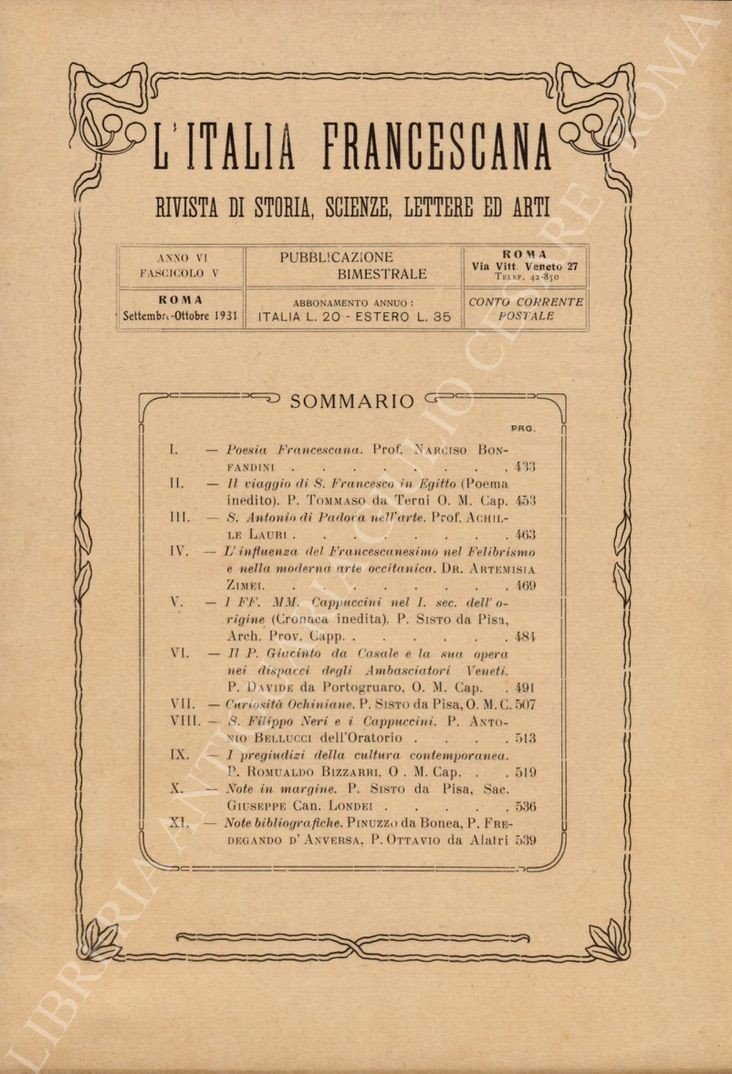 L'ITALIA FRANCESCANA
RIVISTA DI STORIA, SCIENZE, LETTERE ED ARTI
ANNO VI
FASCICOLO V
PUBBLICAZIONE
BIMESTRALE
ROMA
Via Vitt. Veneto 27
TELEF. 42-850
ROMA
Settembre-Ottobre 1931
ABBONAMENTO ANNUO:
ITALIA L. 20 - ESTERO L. 35
CONTO CORRENTE
POSTALE
SOMMARIO
PAG.
I. — Poesia Francescana. Prof. NARCISO BON-
FANDINI . . . . . . . . 433
II. — Il viaggio di S. Francesco in Egitto (Poema
inedito). P. TOMMASO da Terni O. M. Cap. 453
III. — S. Antonio di Padova nell'arte. Prof. ACHIL-
LE LAURI . . . . . . . . 463
IV. — L'influenza del Francescanesimo nel Felibrismo
e nella moderna arte occitanica. DR. ARTEMISIA
ZIMEI. . . . . . . . . 469
V. — I FF. MM. Cappuccini nel I. sec. dell'o-
rigine (Cronaca inedita). P. SISTO da Pisa,
Arch. Prov. Capp. . . . . . . 484
VI. — Il P. Giacinto da Casale e la sua opera
nei dispacci degli Ambasciatori Veneti.
P. DAVIDE da Portogruaro, O. M. Cap. . 491
VII. — Curiosità Ochiniane. P. SISTO da Pisa, O. M. C. 507
VIII. — S. Filippo Neri e i Cappuccini. P. ANTO-
NIO BELLUCCI dell'Oratorio . . . . 513
IX. — I pregiudizi della cultura contemporanea.
P. ROMUALDO BIZZARRI, O. M. Cap. . . 519
X. — Note in margine. P. SISTO da Pisa, Sac.
GIUSEPPE Can. LONDEI . . . . . 536
XI. — Note bibliografiche. PINUZZO da Bonea, P. FRE-
DEGANDO D'ANVERSA, P. OTTAVIO da Alatri 539
LIBRERIA ANTIQUARIA GIULIO CESARE ROMA